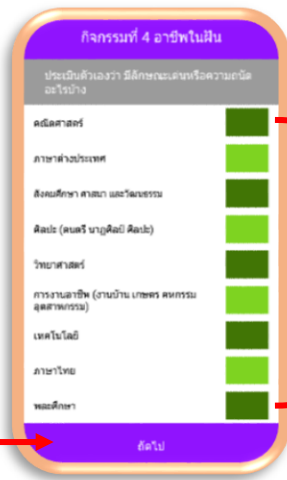 กิจกรรมที่ 4 อาชีพในฝัน
ประเมินตัวเองว่า มีลักษณะเด่นหรือความถนัด
อะไรบ้าง
คณิตศาสตร์
ภาษาต่างประเทศ
สังคมศึกษา ศาสนา และวัฒนธรรม
ศิลปะ (ดนตรี นาฏศิลป์ ศิลปะ)
วิทยาศาสตร์
การงานอาชีพ (งานบ้าน เกษตร คหกรรม
อุตสาหกรรม)
เทคโนโลยี
ภาษาไทย
พลศึกษา
ถัดไป